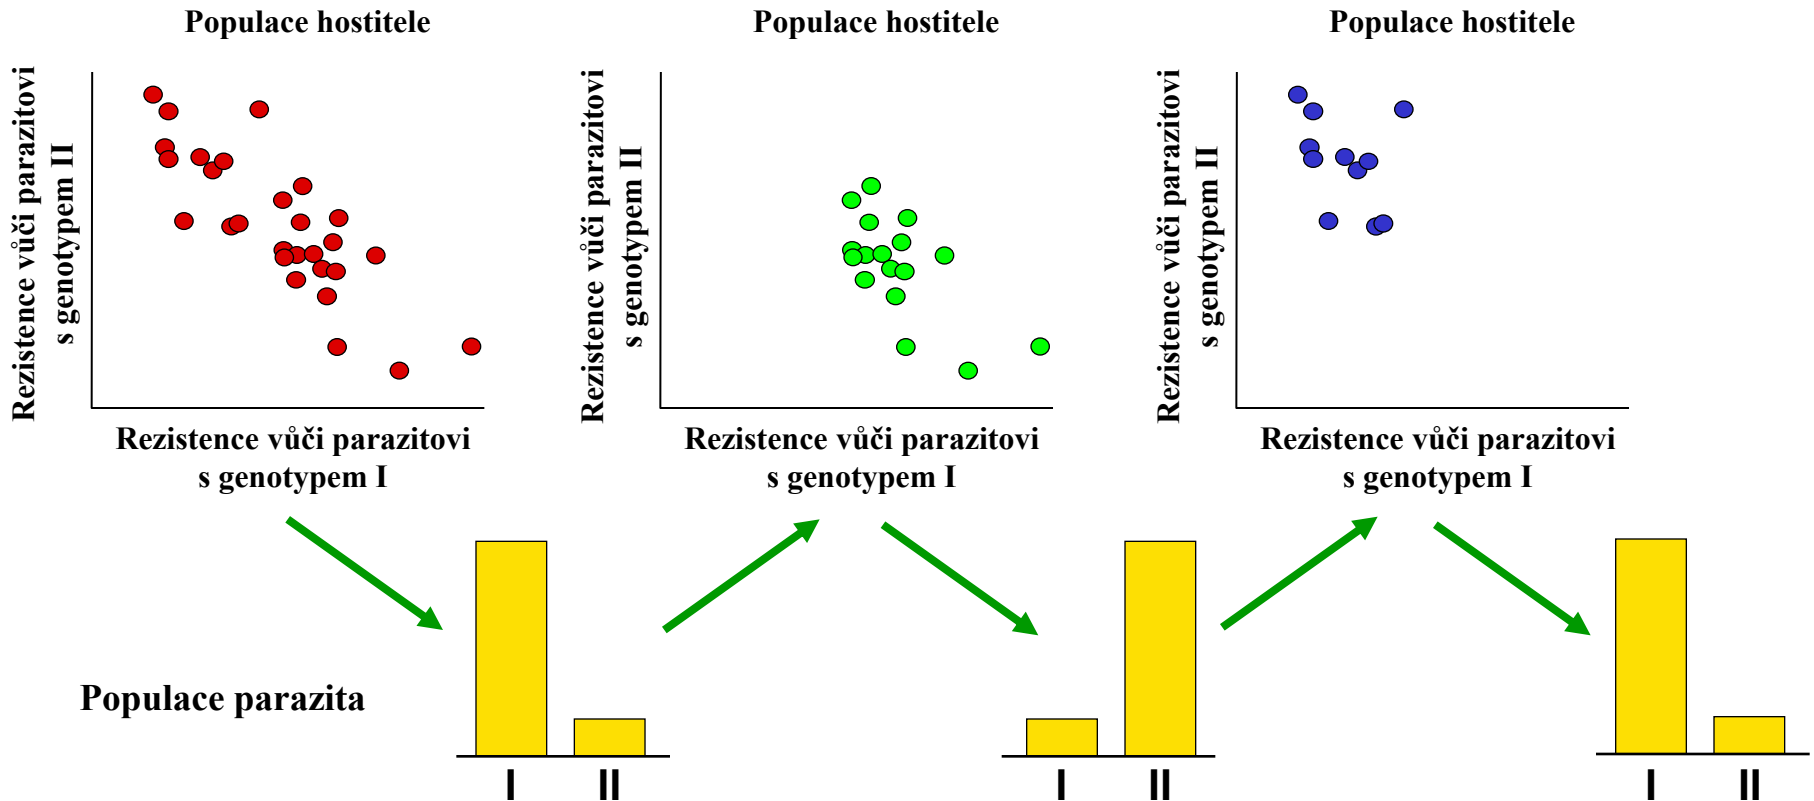 Populace hostitele
Rezistence vůči parazitovi
s genotypem II
Rezistence vůči parazitovi
s genotypem I
Populace hostitele
Rezistence vůči parazitovi
s genotypem II
Rezistence vůči parazitovi
s genotypem I
Populace hostitele
Rezistence vůči parazitovi
s genotypem II
Rezistence vůči parazitovi
s genotypem I
Populace parazita
I II
I II
I II